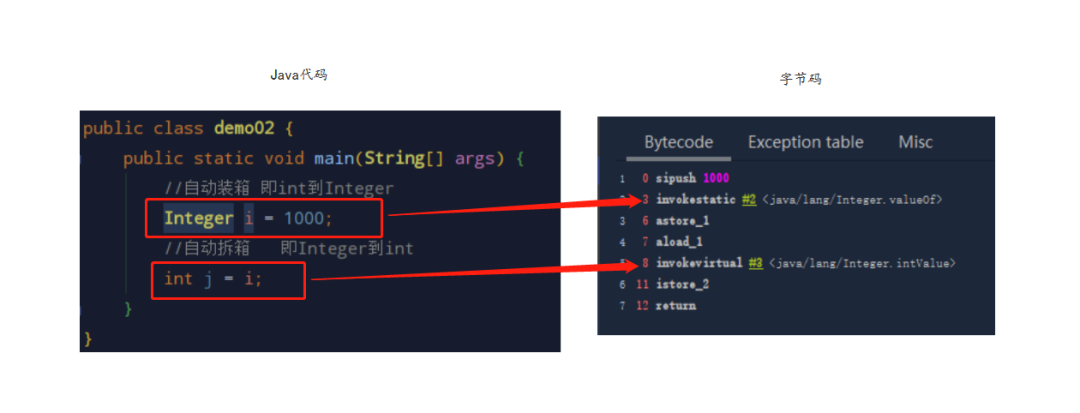 Java代码
字节码
public class demo02 {
public static void main(String[] args) {
//自动装箱 即int到Integer
Integer i = 1000;
//自动拆箱 即Integer到int
int j = i;
}
}
Bytecode Exception table Misc
1 0 sipush 1000
2 3 invokestatic #2 <java/lang/Integer.valueOf>
3 6 astore_1
4 7 aload_1
5 8 invokevirtual #3 <java/lang/Integer.intValue>
6 11 istore_2
7 12 return